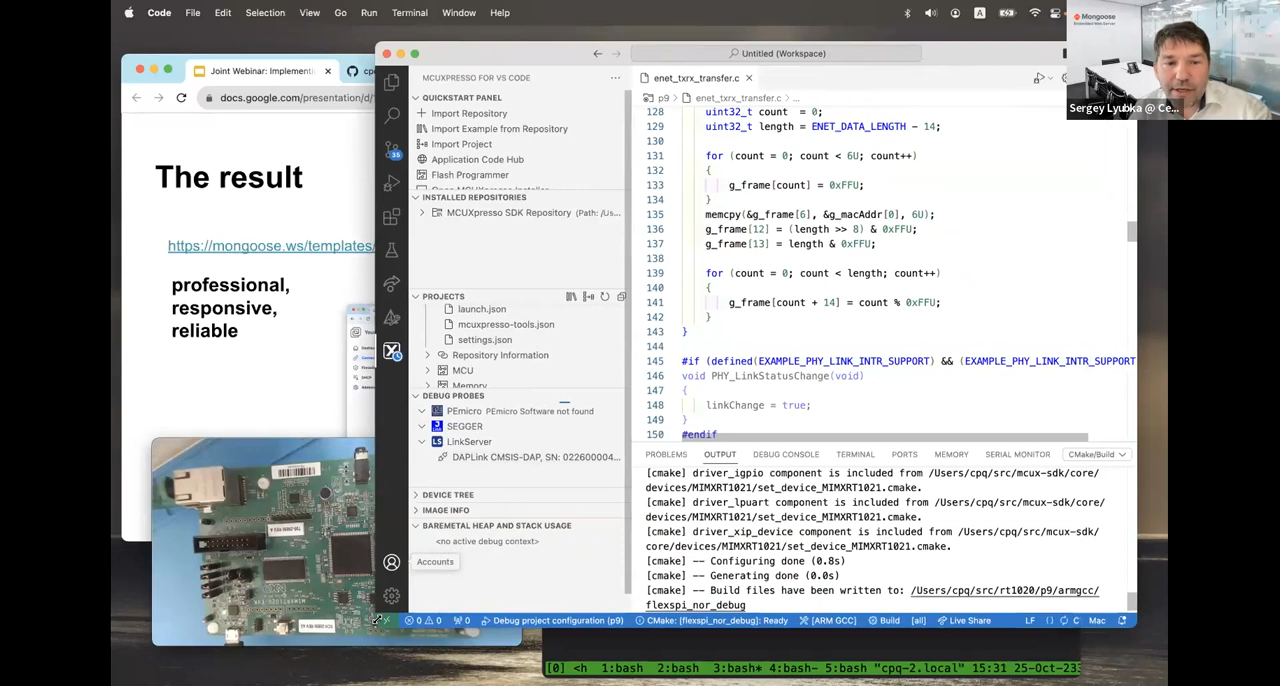 Code File Edit Selection View Go Run Terminal Window Help
A
Mongoose
Sergey Lyubka @ Ce...
Joint Webinar: Implementi
docs.google.com/presentation/d/
The result
https://mongoose.ws/templates/
professional,
responsive,
reliable
Untitled (Workspace)
MCUXPRESSO FOR VS CODE
QUICKSTART PANEL
Import Repository
Import Example from Repository
Import Project
Application Code Hub
Flash Programmer
INSTALLED REPOSITORIES
MCUXpresso SDK Repository (Path: /Us...
PROJECTS
launch.json
mcuxpresso-tools.json
settings.json
Repository Information
MCU
Memory
DEBUG PROBES
PEmicro PEmicro Software not found
SEGGER
LinkServer
DAPLink CMSIS-DAP, SN: 022600004...
DEVICE TREE
IMAGE INFO
BAREMETAL HEAP AND STACK USAGE
<no active debug context>
35
Accounts
enet_txrx_transfer.c
p9 > enet_txrx_transfer.c > ...
128 uint32_t count = 0;
129 uint32_t length = ENET_DATA_LENGTH - 14;
130
131 for (count = 0; count < 6U; count++)
132 {
133 g_frame[count] = 0xFFU;
134 }
135 memcpy(&g_frame[6], &g_macAddr[0], 6U);
136 g_frame[12] = (length >> 8) & 0xFFU;
137 g_frame[13] = length & 0xFFU;
138
139 for (count = 0; count < length; count++)
140 {
141 g_frame[count + 14] = count % 0xFFU;
142 }
143 }
144
145 #if (defined(EXAMPLE_PHY_LINK_INTR_SUPPORT) && (EXAMPLE_PHY_LINK_INTR_SUPPORT
146 void PHY_LinkStatusChange(void)
147 {
148 linkChange = true;
149 }
150 #endif
PROBLEMS OUTPUT DEBUG CONSOLE TERMINAL PORTS MEMORY SERIAL MONITOR CMake/Build
[cmake] driver_igpio component is included from /Users/cpq/src/mcux-sdk/core/
devices/MIMXRT1021/set_device_MIMXRT1021.cmake.
[cmake] driver_lpuart component is included from /Users/cpq/src/mcux-sdk/core/
devices/MIMXRT1021/set_device_MIMXRT1021.cmake.
[cmake] driver_xip_device component is included from /Users/cpq/src/mcux-sdk/
core/devices/MIMXRT1021/set_device_MIMXRT1021.cmake.
[cmake] -- Configuring done (0.8s)
[cmake] -- Generating done (0.0s)
[cmake] -- Build files have been written to: /Users/cpq/src/rt1020/p9/armgcc/
flexspi_nor_debug
0 0 0 Debug project configuration (p9) CMake: [flexspi_nor_debug]: Ready [ARM GCC] Build [all] Live Share LF {} C Mac
[0] <h 1:bash 2:bash 3:bash* 4:bash- 5:bash "cpq-2.local" 15:31 25-Oct-23